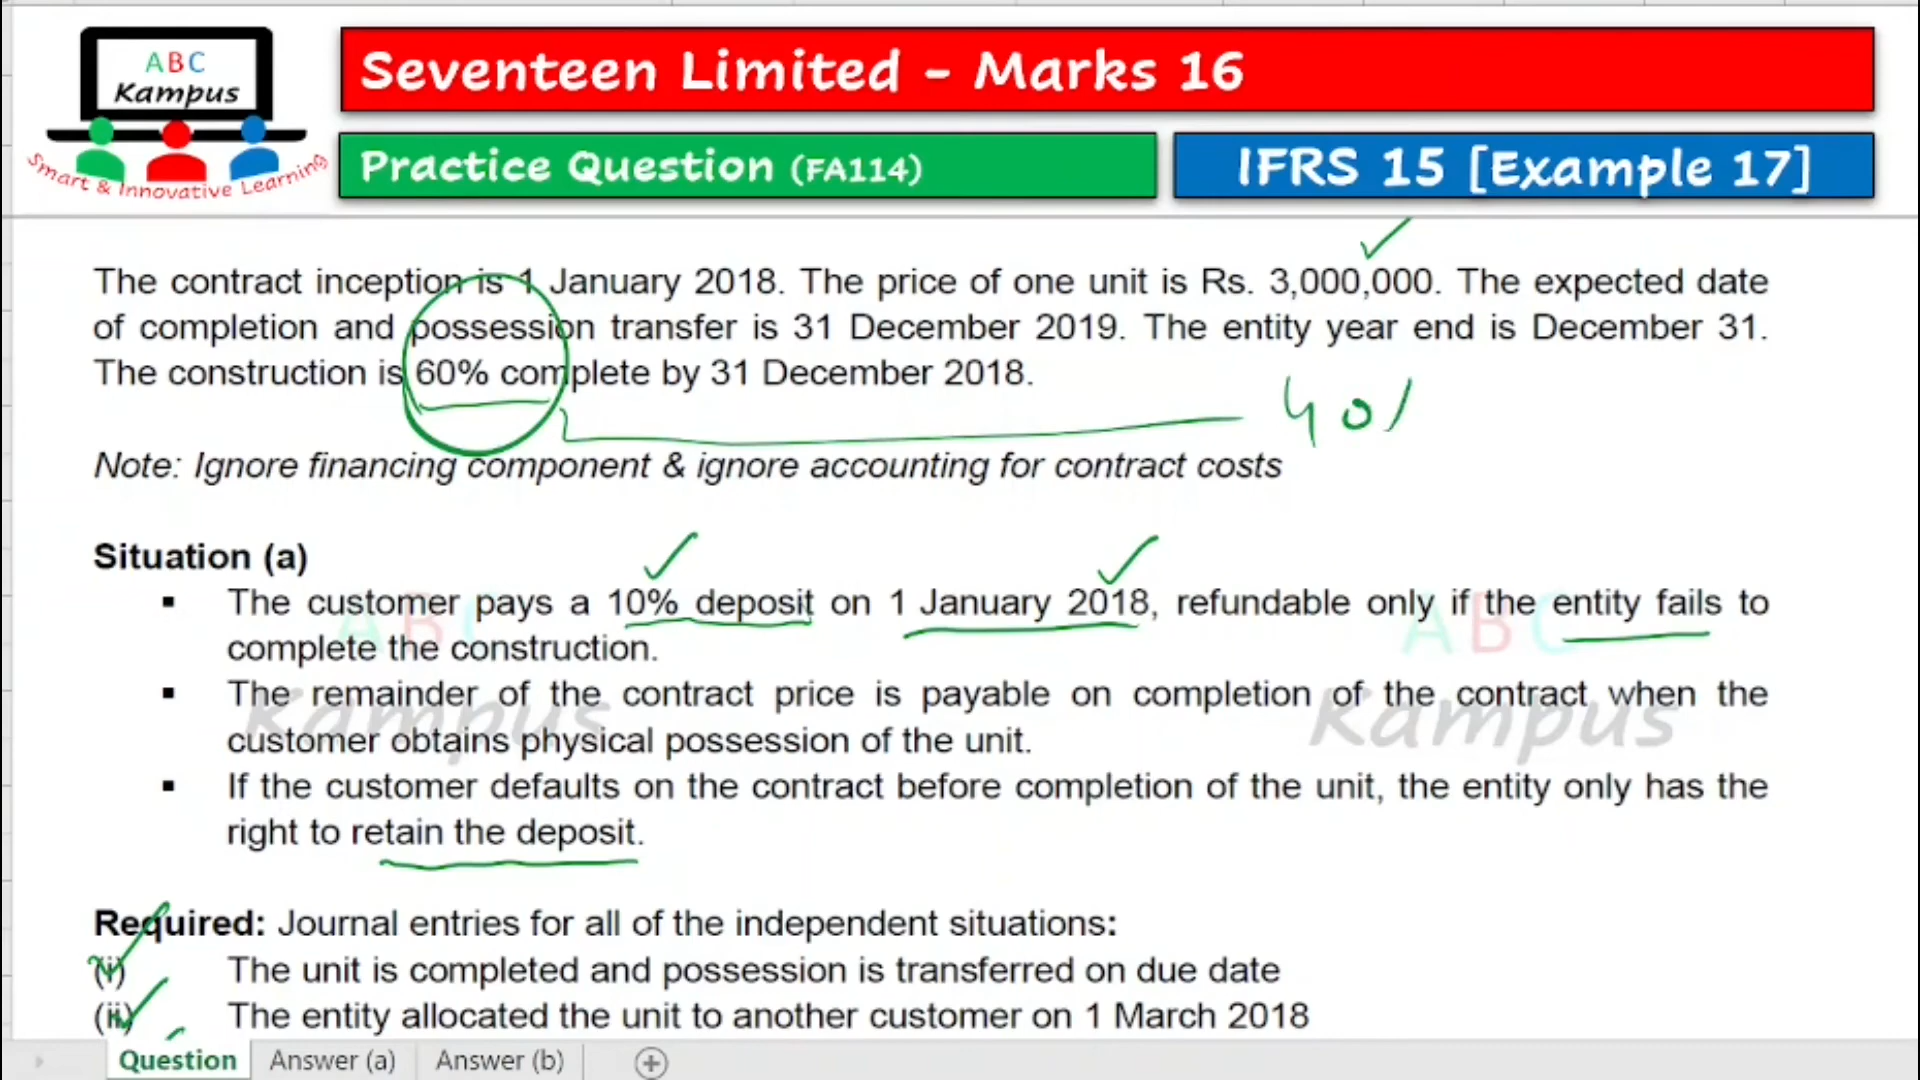 ABC
Kampus
Smart & Innovative Learning
Seventeen Limited - Marks 16
Practice Question (FA114)
IFRS 15 [Example 17]
The contract inception is 1 January 2018. The price of one unit is Rs. 3,000,000. The expected date
of completion and possession transfer is 31 December 2019. The entity year end is December 31.
The construction is 60% complete by 31 December 2018.
40%
Note: Ignore financing component & ignore accounting for contract costs
Situation (a)
▪ The customer pays a 10% deposit on 1 January 2018, refundable only if the entity fails to
complete the construction.
▪ The remainder of the contract price is payable on completion of the contract when the
customer obtains physical possession of the unit.
▪ If the customer defaults on the contract before completion of the unit, the entity only has the
right to retain the deposit.
ABC
Kampus
ABC
Kampus
Required: Journal entries for all of the independent situations:
(i) The unit is completed and possession is transferred on due date
(ii) The entity allocated the unit to another customer on 1 March 2018
Question Answer (a) Answer (b)